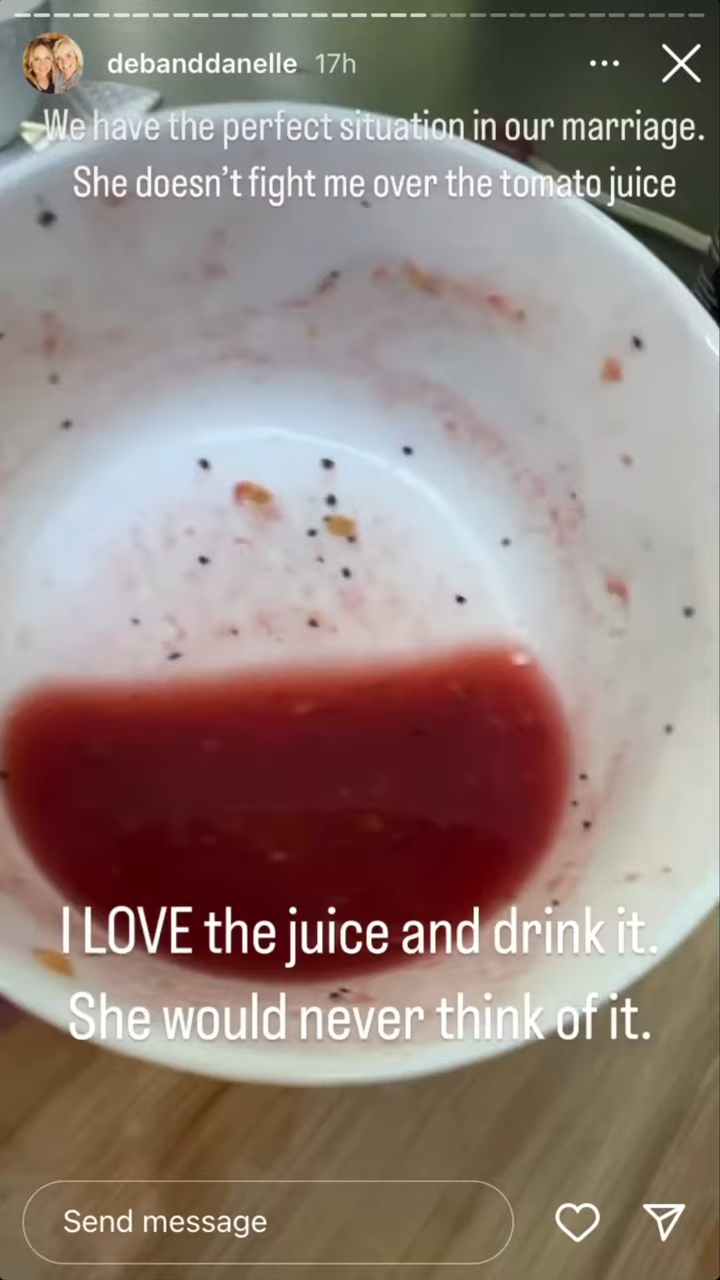 debanddanelle 17h
We have the perfect situation in our marriage.
She doesn't fight me over the tomato juice
I LOVE the juice and drink it.
She would never think of it.
Send message